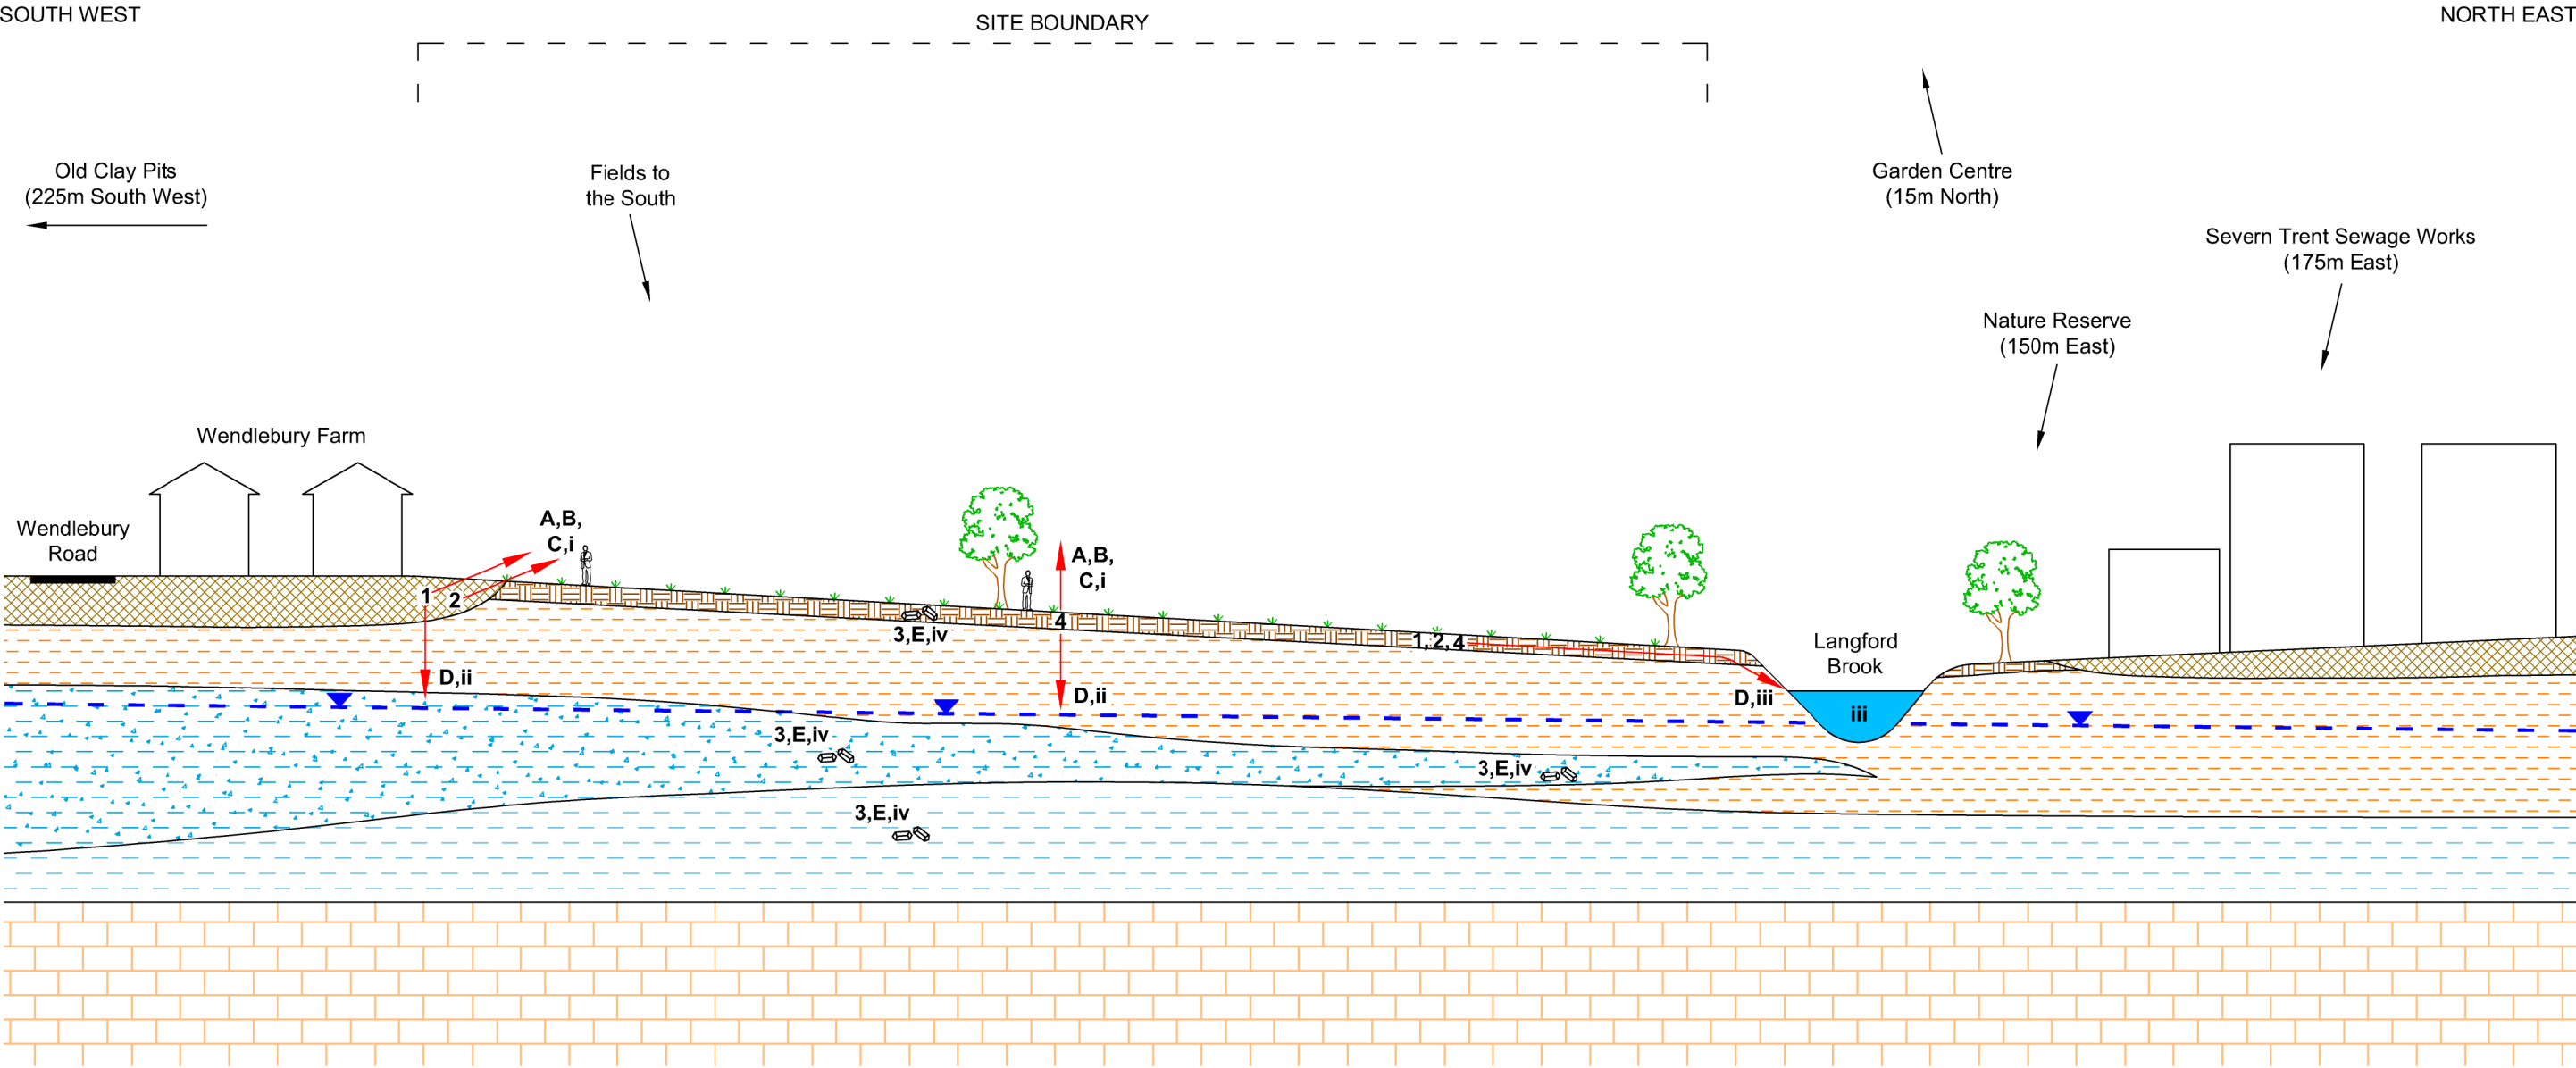 SOUTH WEST
SITE BOUNDARY
NORTH EAST
Old Clay Pits
(225m South West)
Fields to
the South
Garden Centre
(15m North)
Severn Trent Sewage Works
(175m East)
Nature Reserve
(150m East)
Wendlebury Farm
Wendlebury
Road
A,B,
C,i
A,B,
C,i
1
2
4
3,E,iv
1,2,4
Langford
Brook
D,ii
D,ii
D,iii
iii
3,E,iv
3,E,iv
3,E,iv